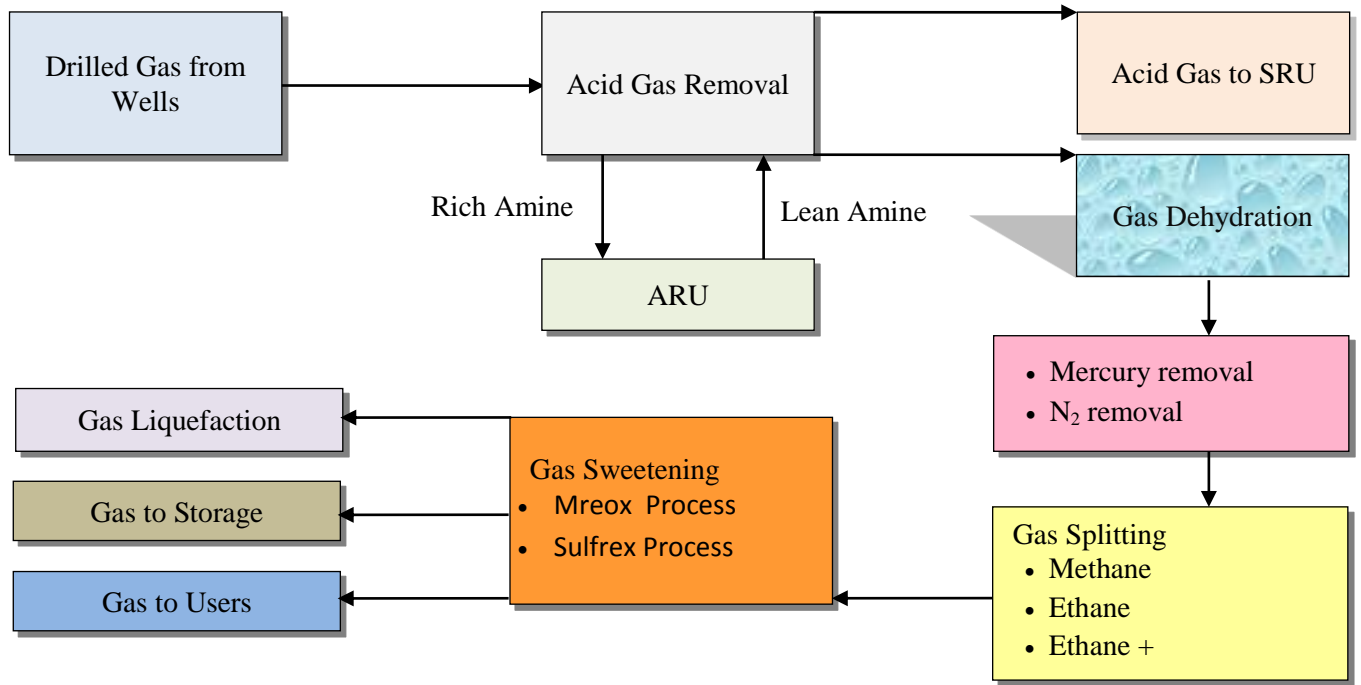 Drilled Gas from
Wells
Acid Gas Removal
Acid Gas to SRU
Rich Amine
Lean Amine
Gas Dehydration
ARU
• Mercury removal
• N₂ removal
Gas Liquefaction
Gas Sweetening
• Mreox Process
• Sulfrex Process
Gas to Storage
Gas to Users
Gas Splitting
• Methane
• Ethane
• Ethane +